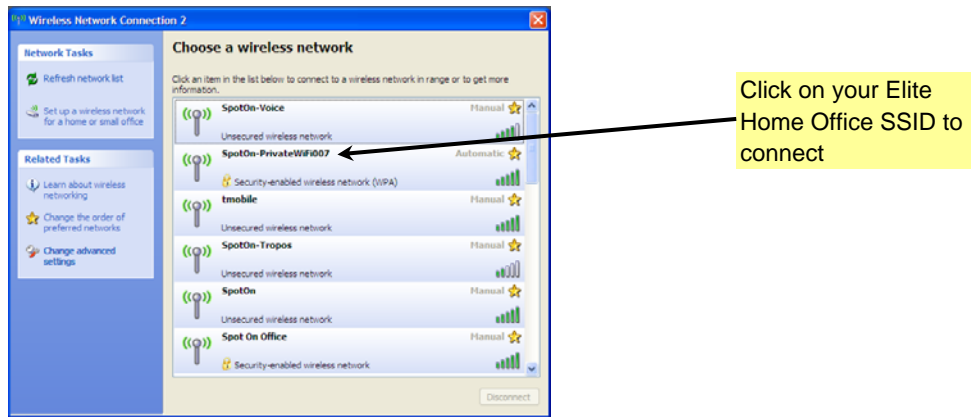 Wireless Network Connection 2
Network Tasks
Refresh network list
Set up a wireless network
for a home or small office
Related Tasks
Learn about wireless
networking
Change the order of
preferred networks
Change advanced
settings
Choose a wireless network
Click an item in the list below to connect to a wireless network in range or to get more
information.
SpotOn-Voice Manual
Unsecured wireless network
SpotOn-PrivateWiFi007 Automatic
Security-enabled wireless network (WPA)
tmobile Manual
Unsecured wireless network
SpotOn-Tropos Manual
Unsecured wireless network
SpotOn Manual
Unsecured wireless network
Spot On Office Manual
Security-enabled wireless network
Disconnect
Click on your Elite
Home Office SSID to
connect